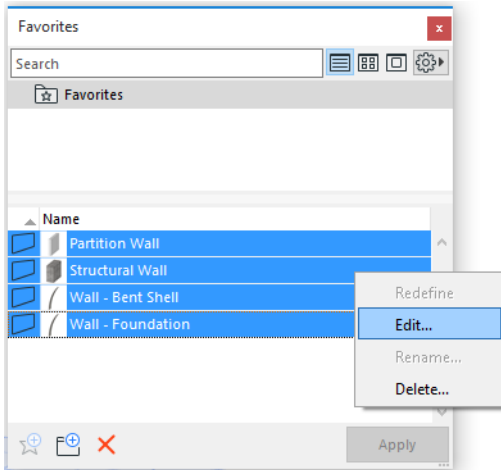 Favorites
x
Search
Favorites
Name
Partition Wall
Structural Wall
Wall - Bent Shell
Wall - Foundation
Redefine
Edit...
Rename...
Delete...
Apply